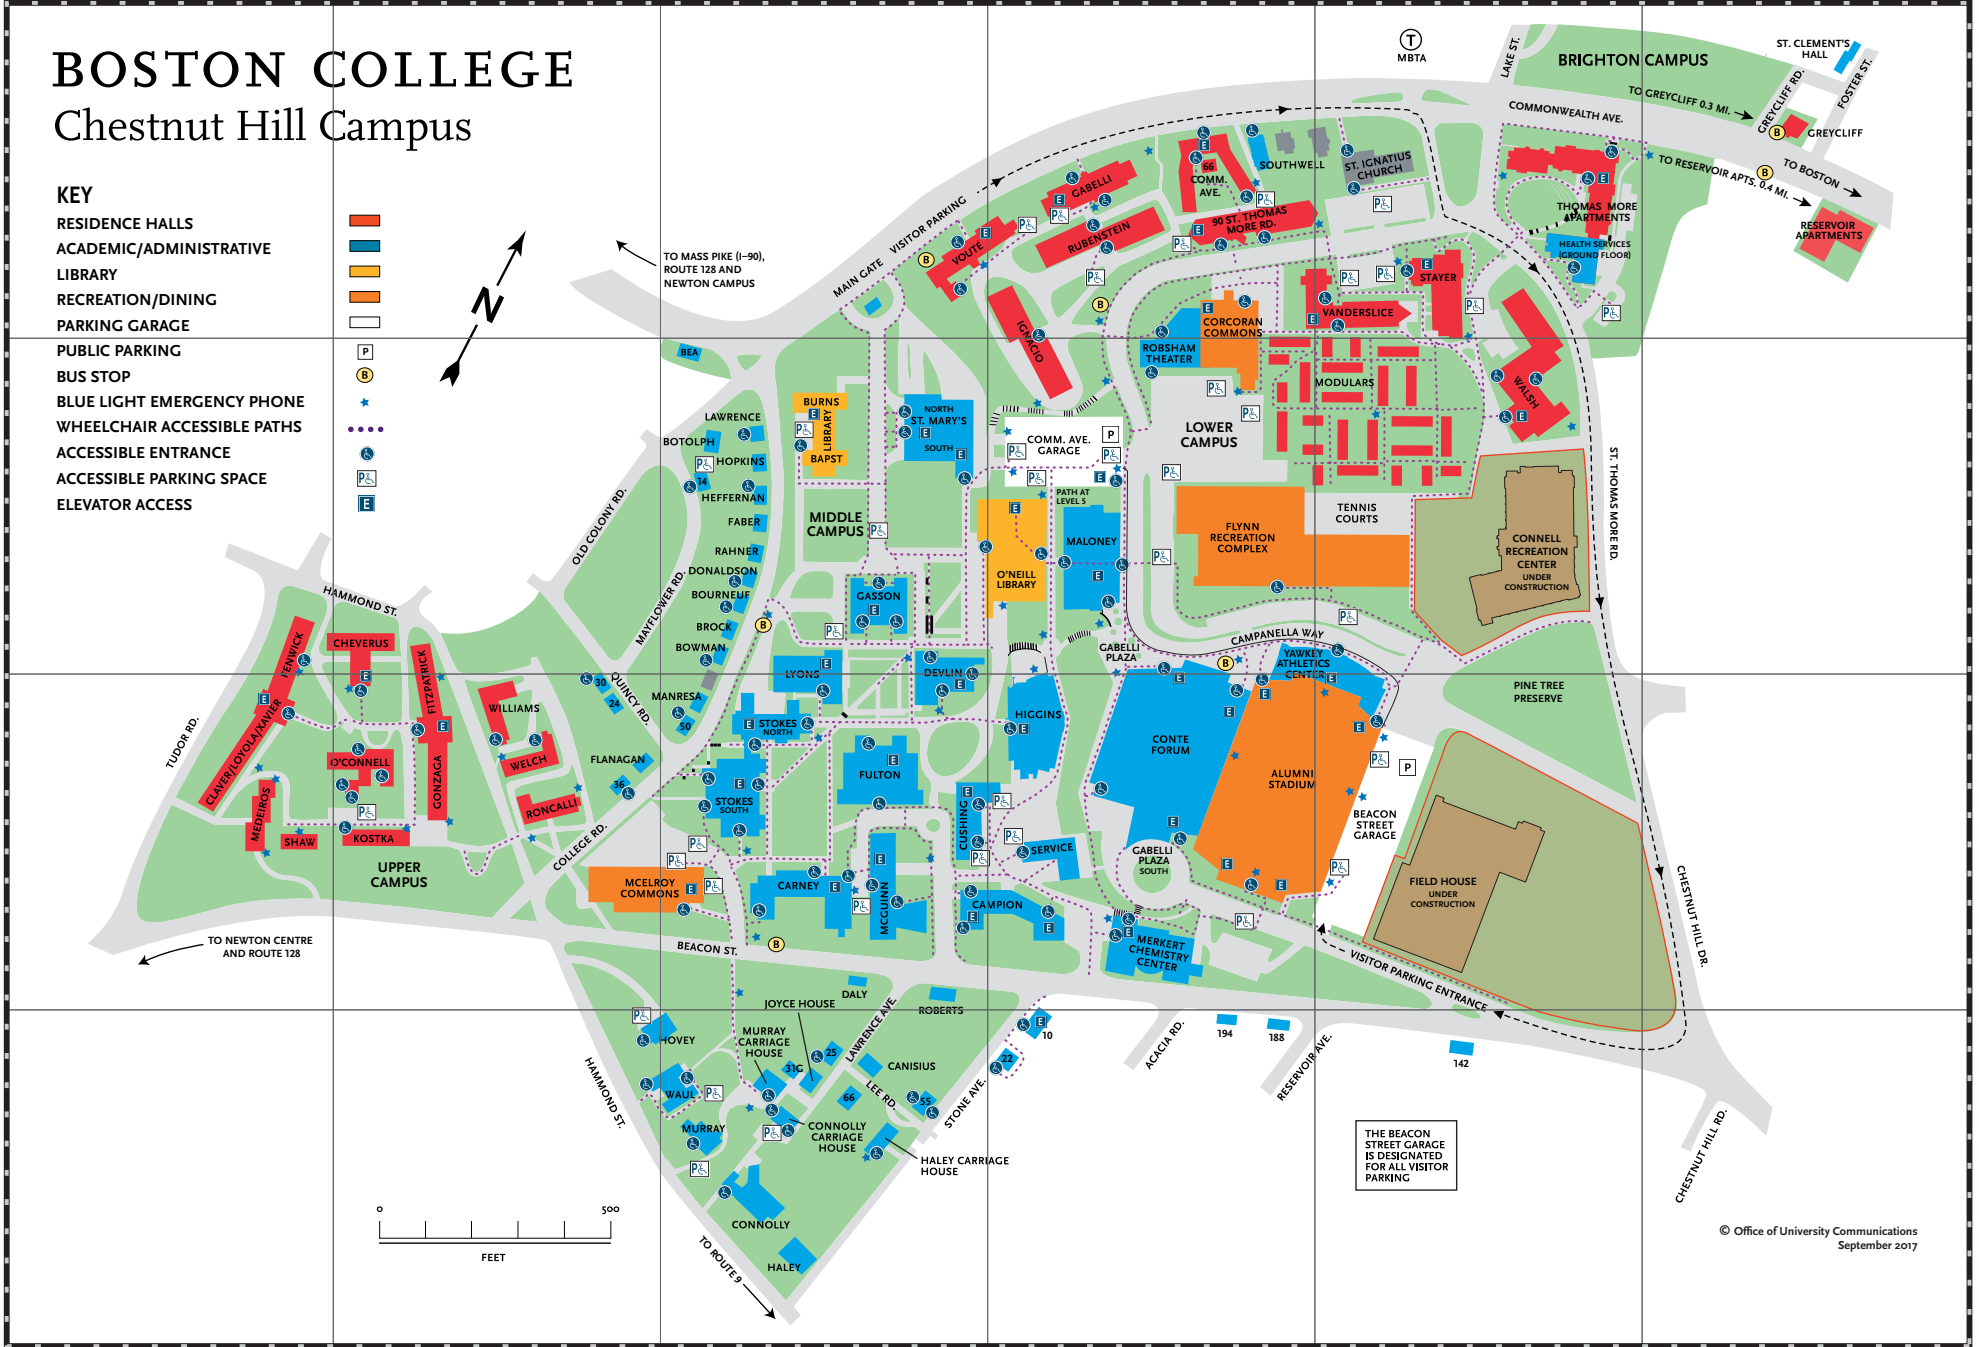 BOSTON COLLEGE
Chestnut Hill Campus
KEY
RESIDENCE HALLS
ACADEMIC/ADMINISTRATIVE
LIBRARY
RECREATION/DINING
PARKING GARAGE
PUBLIC PARKING
P
BUS STOP
B
BLUE LIGHT EMERGENCY PHONE
WHEELCHAIR ACCESSIBLE PATHS
ACCESSIBLE ENTRANCE
ACCESSIBLE PARKING SPACE
P
ELEVATOR ACCESS
E
N
TO MASS PIKE (I–90),
ROUTE 128 AND
NEWTON CAMPUS
T
MBTA
LAKE ST.
BRIGHTON CAMPUS
ST. CLEMENT'S
HALL
FOSTER ST.
GREYCLIFF RD.
TO GREYCLIFF 0.3 MI.
COMMONWEALTH AVE.
GREYCLIFF
TO BOSTON
TO RESERVOIR APTS. 0.4 MI.
RESERVOIR
APARTMENTS
THOMAS MORE
APARTMENTS
HEALTH SERVICES
(GROUND FLOOR)
MAIN GATE
VISITOR PARKING
VOUTÉ
GABELLI
RUBENSTEIN
66
COMM.
AVE.
SOUTHWELL
ST. IGNATIUS
CHURCH
90 ST. THOMAS
MORE RD.
IGNACIO
STAYER
VANDERSLICE
CORCORAN
COMMONS
ROBSHAM
THEATER
MODULARS
WALSH
LOWER
CAMPUS
BEA
LAWRENCE
BOTOLPH
HOPKINS
14
HEFFERNAN
FABER
RAHNER
DONALDSON
BOURNEUF
BROCK
BOWMAN
MANRESA
50
30
24
FLANAGAN
36
BURNS
LIBRARY
BAPST
NORTH
ST. MARY'S
SOUTH
COMM. AVE.
GARAGE
P
PATH AT
LEVEL 5
MIDDLE
CAMPUS
O'NEILL
LIBRARY
MALONEY
FLYNN
RECREATION
COMPLEX
TENNIS
COURTS
CONNELL
RECREATION
CENTER
UNDER
CONSTRUCTION
ST. THOMAS MORE RD.
OLD COLONY RD.
MAYFLOWER RD.
QUINCY RD.
HAMMOND ST.
TUDOR RD.
COLLEGE RD.
GASSON
LYONS
DEVLIN
STOKES
NORTH
STOKES
SOUTH
FULTON
HIGGINS
CUSHING
SERVICE
CARNEY
MCGUINN
CAMPION
MCELROY
COMMONS
MERKERT
CHEMISTRY
CENTER
GABELLI
PLAZA
CAMPANELLA WAY
YAWKEY
ATHLETICS
CENTER
CONTE
FORUM
ALUMNI
STADIUM
GABELLI
PLAZA
SOUTH
P
BEACON
STREET
GARAGE
PINE TREE
PRESERVE
FIELD HOUSE
UNDER
CONSTRUCTION
CHESTNUT HILL DR.
VISITOR PARKING ENTRANCE
FENWICK
CHEVERUS
FITZPATRICK
CLAVER/LOYOLA/XAVIER
O'CONNELL
GONZAGA
MEDEIROS
SHAW
KOSTKA
WILLIAMS
WELCH
RONCALLI
UPPER
CAMPUS
TO NEWTON CENTRE
AND ROUTE 128
BEACON ST.
DALY
ROBERTS
JOYCE HOUSE
MURRAY
CARRIAGE
HOUSE
31G
25
LAWRENCE AVE.
CANISIUS
LEE RD.
66
55
STONE AVE.
10
22
HOVEY
WAUL
MURRAY
CONNOLLY
CARRIAGE
HOUSE
HALEY CARRIAGE
HOUSE
CONNOLLY
HALEY
HAMMOND ST.
TO ROUTE 9
ACACIA RD.
194
188
RESERVOIR AVE.
142
CHESTNUT HILL RD.
0
500
FEET
THE BEACON
STREET GARAGE
IS DESIGNATED
FOR ALL VISITOR
PARKING
© Office of University Communications
September 2017